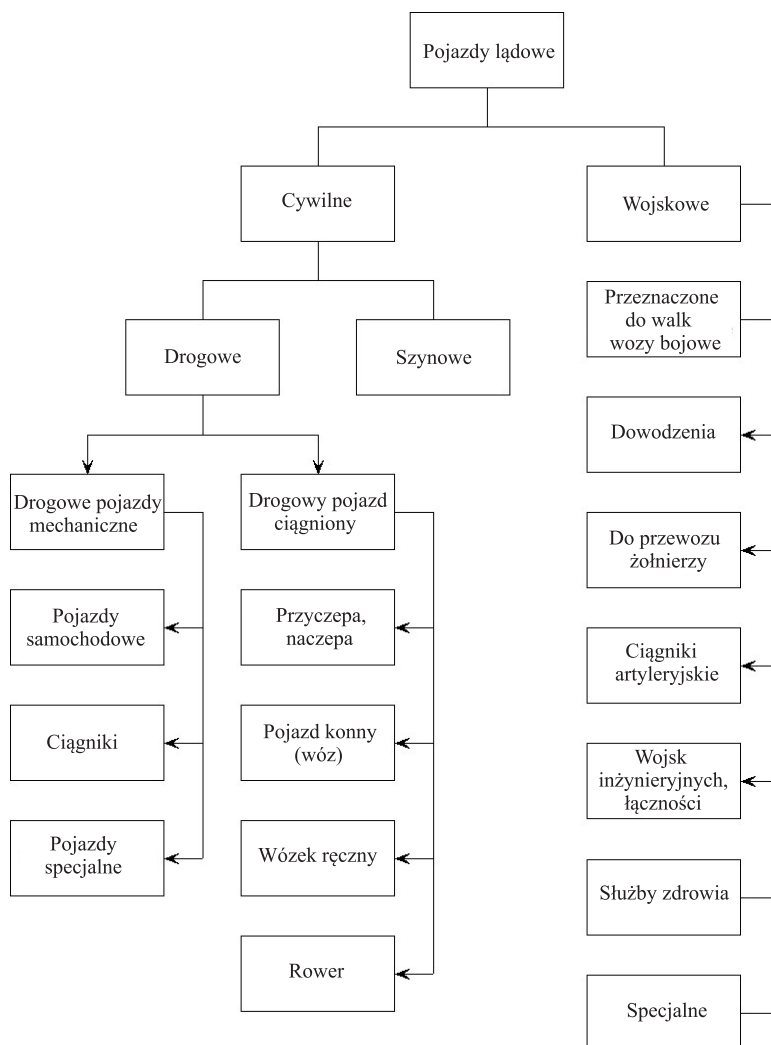 Pojazdy lądowe
Cywilne
Wojskowe
Drogowe
Szynowe
Przeznaczone
do walk
wozy bojowe
Dowodzenia
Drogowe pojazdy
mechaniczne
Drogowy pojazd
ciągniony
Do przewozu
żołnierzy
Pojazdy
samochodowe
Przyczepa,
naczepa
Ciągniki
artyleryjskie
Ciągniki
Pojazd konny
(wóz)
Wojsk
inżynieryjnych,
łączności
Pojazdy
specjalne
Wózek ręczny
Służby zdrowia
Rower
Specjalne